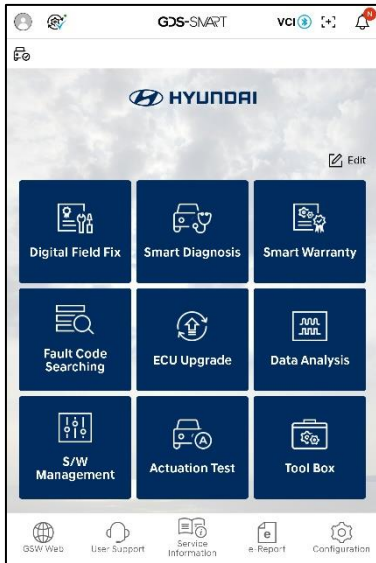 GDS-SMART
VCI
N
HYUNDAI
Edit
Digital Field Fix
Smart Diagnosis
Smart Warranty
Fault Code
Searching
ECU Upgrade
Data Analysis
S/W
Management
Actuation Test
A
Tool Box
GSW Web
User Support
Service
Information
e
e-Report
Configuration